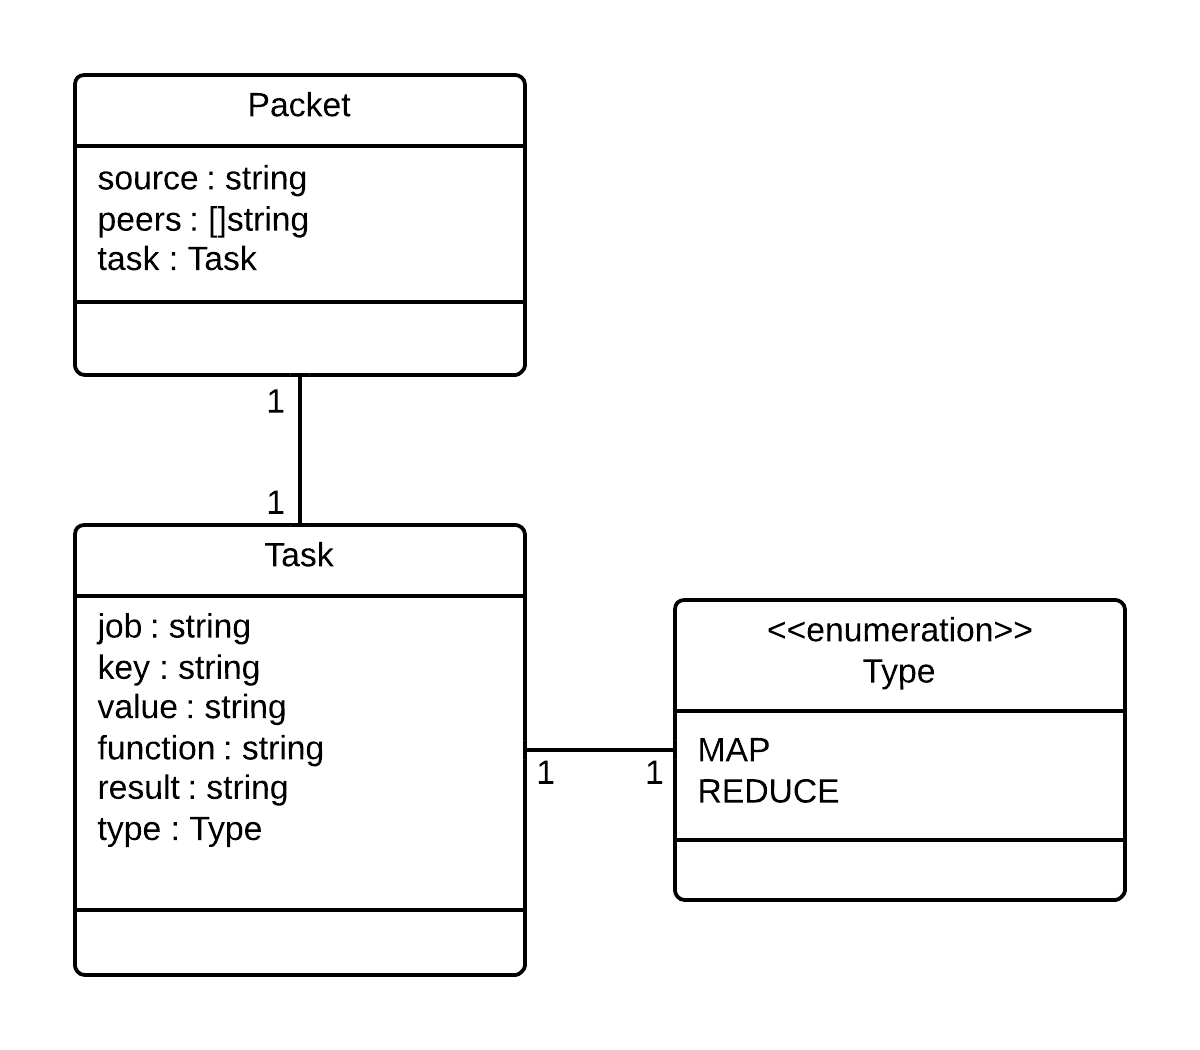 Packet
source : string
peers : []string
task : Task
1
1
Task
job : string
key : string
value : string
function : string
result : string
type : Type
1
1
<<enumeration>>
Type
MAP
REDUCE